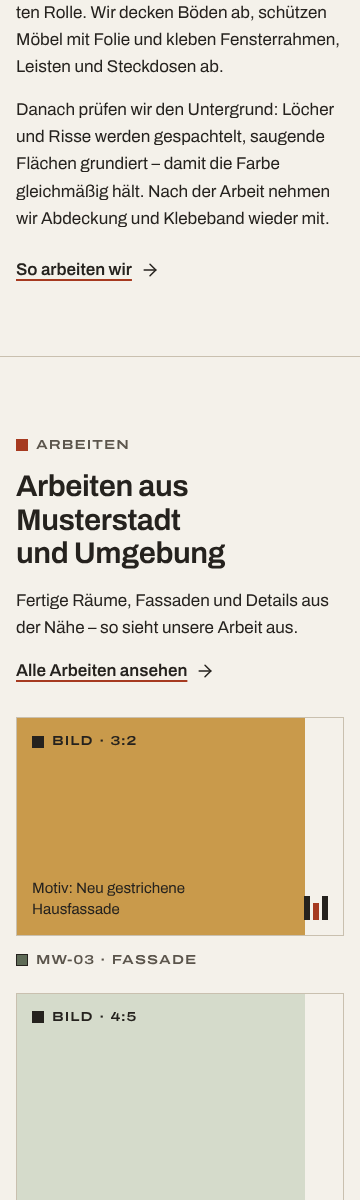 ten Rolle. Wir decken Böden ab, schützen
Möbel mit Folie und kleben Fensterrahmen,
Leisten und Steckdosen ab.
Danach prüfen wir den Untergrund: Löcher
und Risse werden gespachtelt, saugende
Flächen grundiert – damit die Farbe
gleichmäßig hält. Nach der Arbeit nehmen
wir Abdeckung und Klebeband wieder mit.
So arbeiten wir →
ARBEITEN
Arbeiten aus
Musterstadt
und Umgebung
Fertige Räume, Fassaden und Details aus
der Nähe – so sieht unsere Arbeit aus.
Alle Arbeiten ansehen →
BILD · 3:2
Motiv: Neu gestrichene
Hausfassade
MW-03 · FASSADE
BILD · 4:5